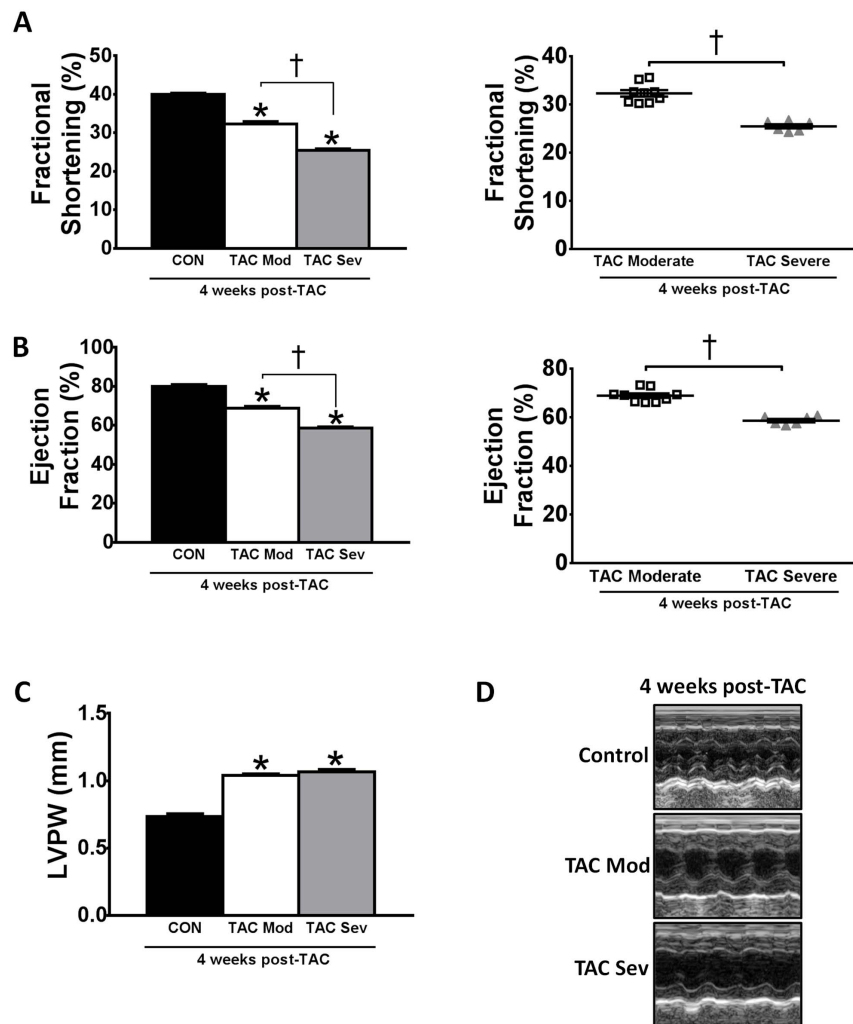 A
Fractional
Shortening (%)
50
40
30
20
10
0
†
*
*
CON TAC Mod TAC Sev
4 weeks post-TAC
Fractional
Shortening (%)
40
30
20
10
0
†
TAC Moderate TAC Severe
4 weeks post-TAC
B
Ejection
Fraction (%)
100
80
60
40
20
0
†
*
*
CON TAC Mod TAC Sev
4 weeks post-TAC
Ejection
Fraction (%)
80
60
40
20
0
†
TAC Moderate TAC Severe
4 weeks post-TAC
C
LVPW (mm)
1.5
1.0
0.5
0.0
*
*
CON TAC Mod TAC Sev
4 weeks post-TAC
D
4 weeks post-TAC
Control
TAC Mod
TAC Sev